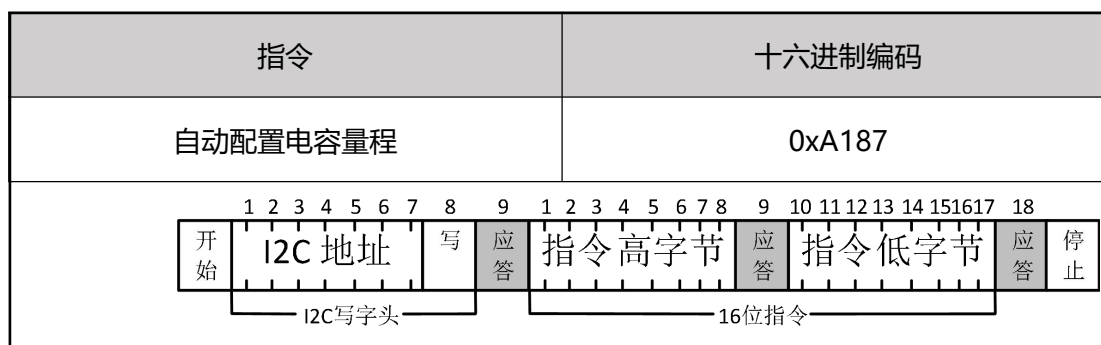 指令 十六进制编码
自动配置电容量程 0xA187
1 2 3 4 5 6 7 8 9 1 2 3 4 5 6 7 8 9 10 11 12 13 14 15 16 17 18
开始 I2C 地址 写 应答 指令高字节 应答 指令低字节 应答 停止
I2C写字头 16位指令